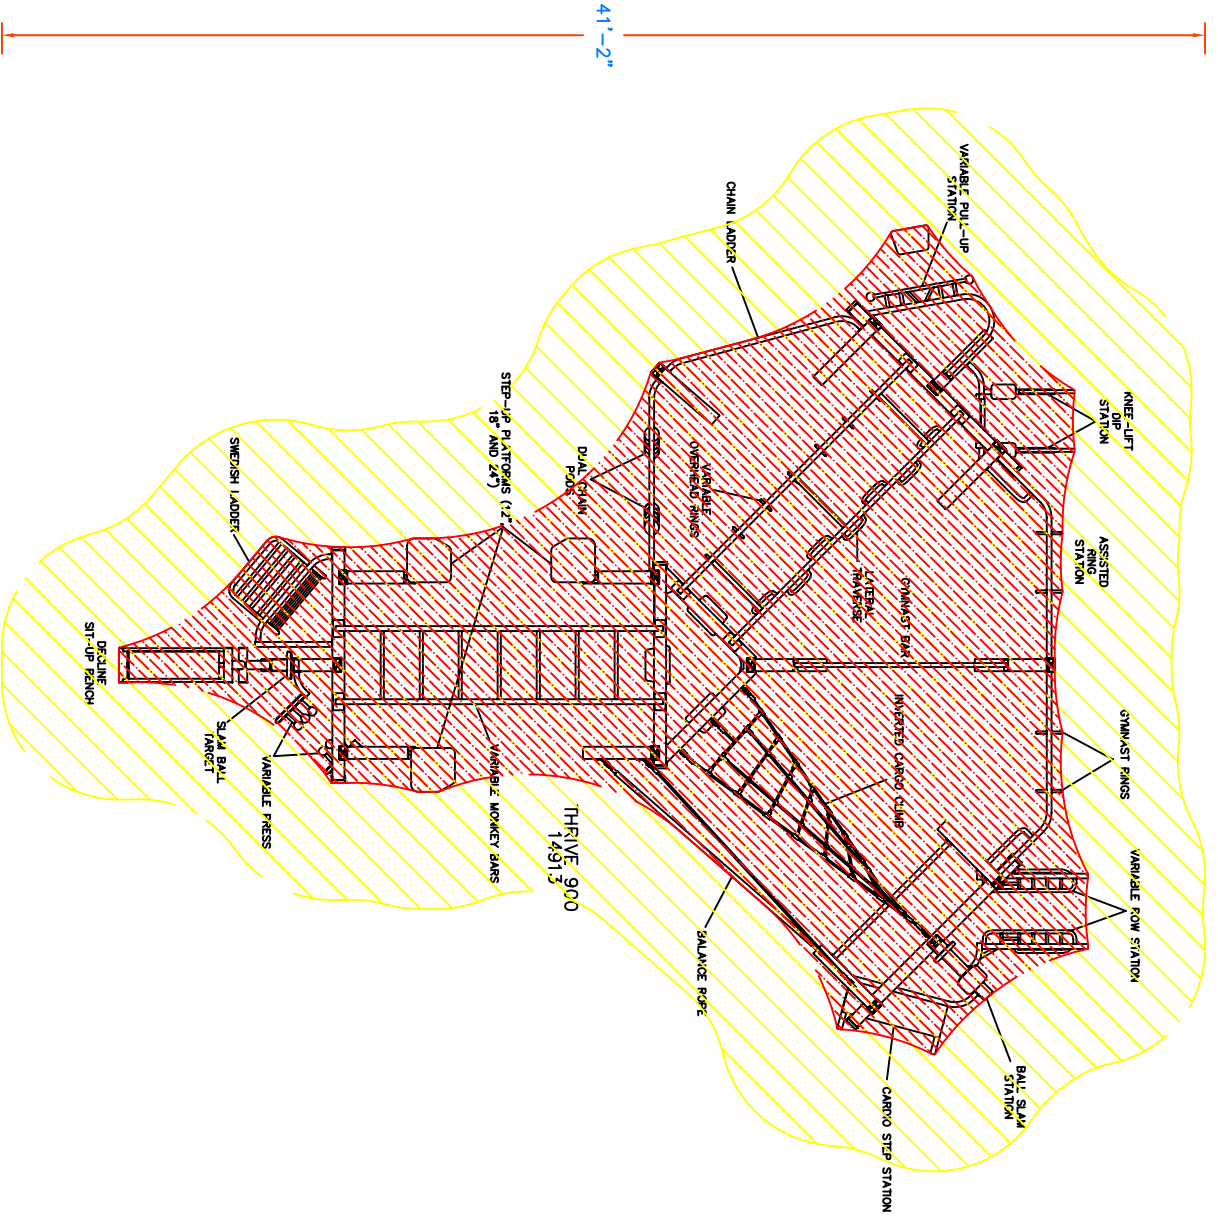 41'-2"
VARIABLE PULL-UP
STATION
CHAIN LADDER
KNEE-LIFT
DIP
STATION
STEP-UP PLATFORMS (12"
18" AND 24")
DUAL CHAIN
PODS
VARIABLE
OVERHEAD RINGS
ASSISTED
RING
STATION
GYMNAST BAR
LATERAL
TRAVERSE
SWEDISH LADDER
DECLINE
SIT-UP BENCH
SLAM BALL
TARGET
VARIABLE PRESS
VARIABLE MONKEY BARS
INVERTED CARGO CLIMB
GYMNAST RINGS
THRIVE 900
14913
VARIABLE ROW STATION
BALANCE ROPE
BALL SLAM
STATION
CARDIO STEP STATION